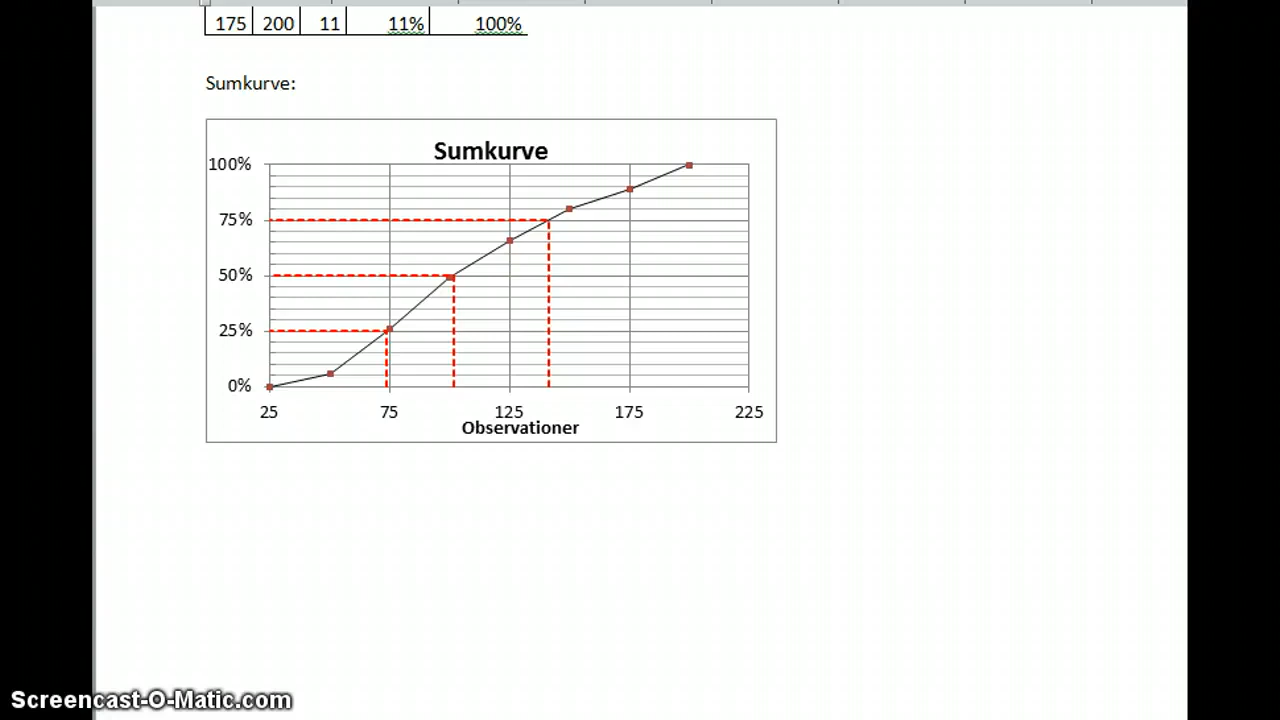 175 200 11 11% 100%
Sumkurve:
Sumkurve
100%
75%
50%
25%
0%
25 75 125 175 225
Observationer
Screencast-O-Matic.com